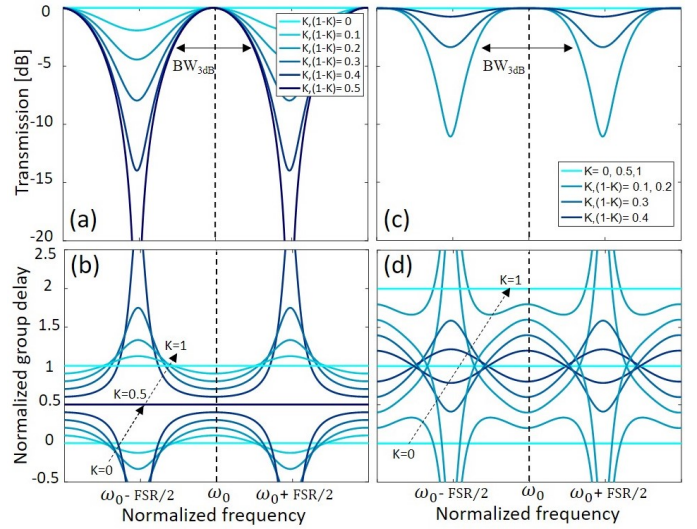 0
-5
-10
-15
-20
Transmission [dB]
K,(1-K)= 0
K,(1-K)= 0.1
K,(1-K)= 0.2
K,(1-K)= 0.3
K,(1-K)= 0.4
K,(1-K)= 0.5
BW3dB
(a)
BW3dB
K= 0, 0.5,1
K,(1-K)= 0.1, 0.2
K,(1-K)= 0.3
K,(1-K)= 0.4
(c)
2.5
2
1.5
1
0.5
0
-0.5
Normalized group delay
(b)
K=1
K=0.5
K=0
ω0- FSR/2
ω0
ω0+ FSR/2
Normalized frequency
(d)
K=1
K=0
ω0- FSR/2
ω0
ω0+ FSR/2
Normalized frequency